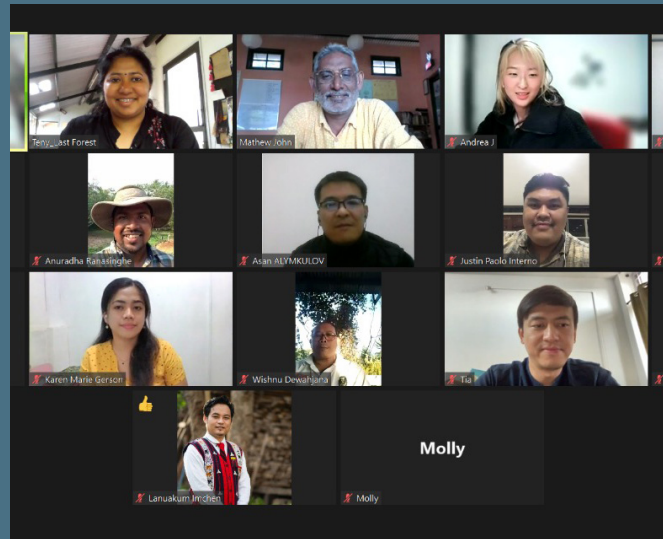 Teny_Last Forest
Mathew John
Andrea J
Anuradha Ranasinghe
Asan ALYMKULOV
Justin Paolo Interno
Karen Marie Gerson
Wishnu Dewahjana
Tia
Lanuakum Imchen
Molly
Molly